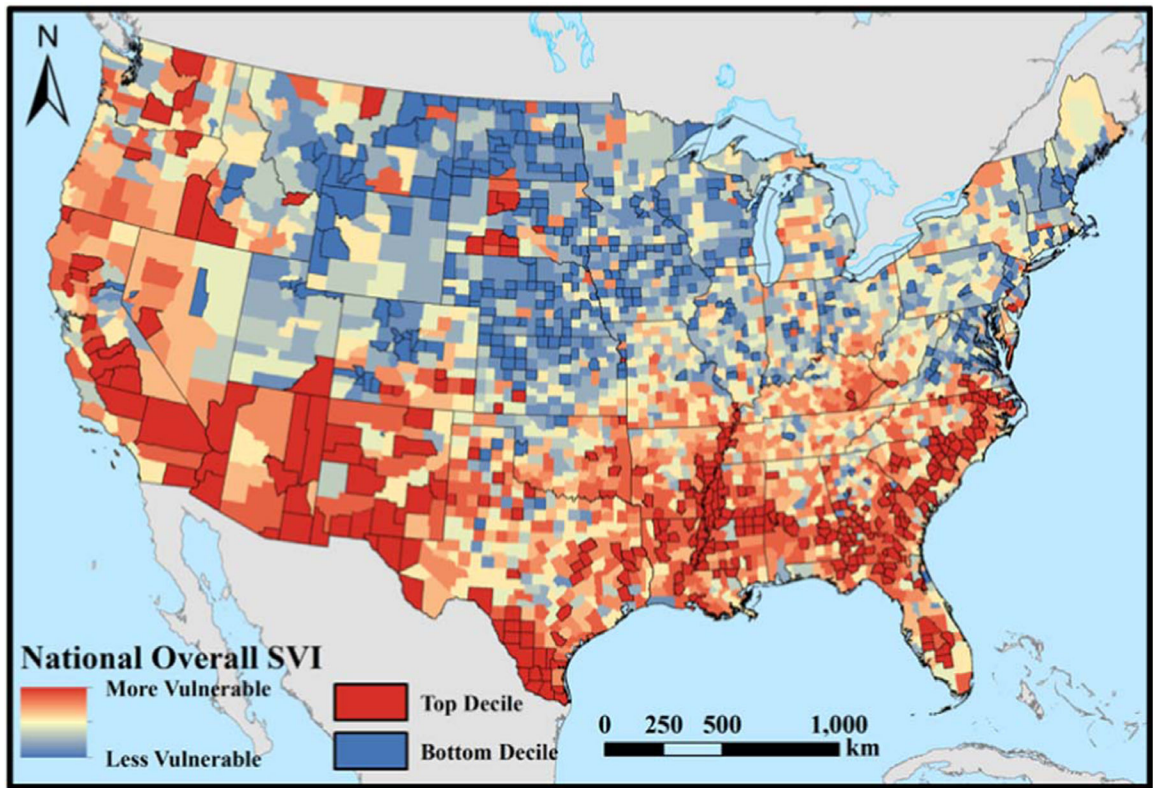 N
National Overall SVI
More Vulnerable
Less Vulnerable
Top Decile
Bottom Decile
0 250 500 1,000
km